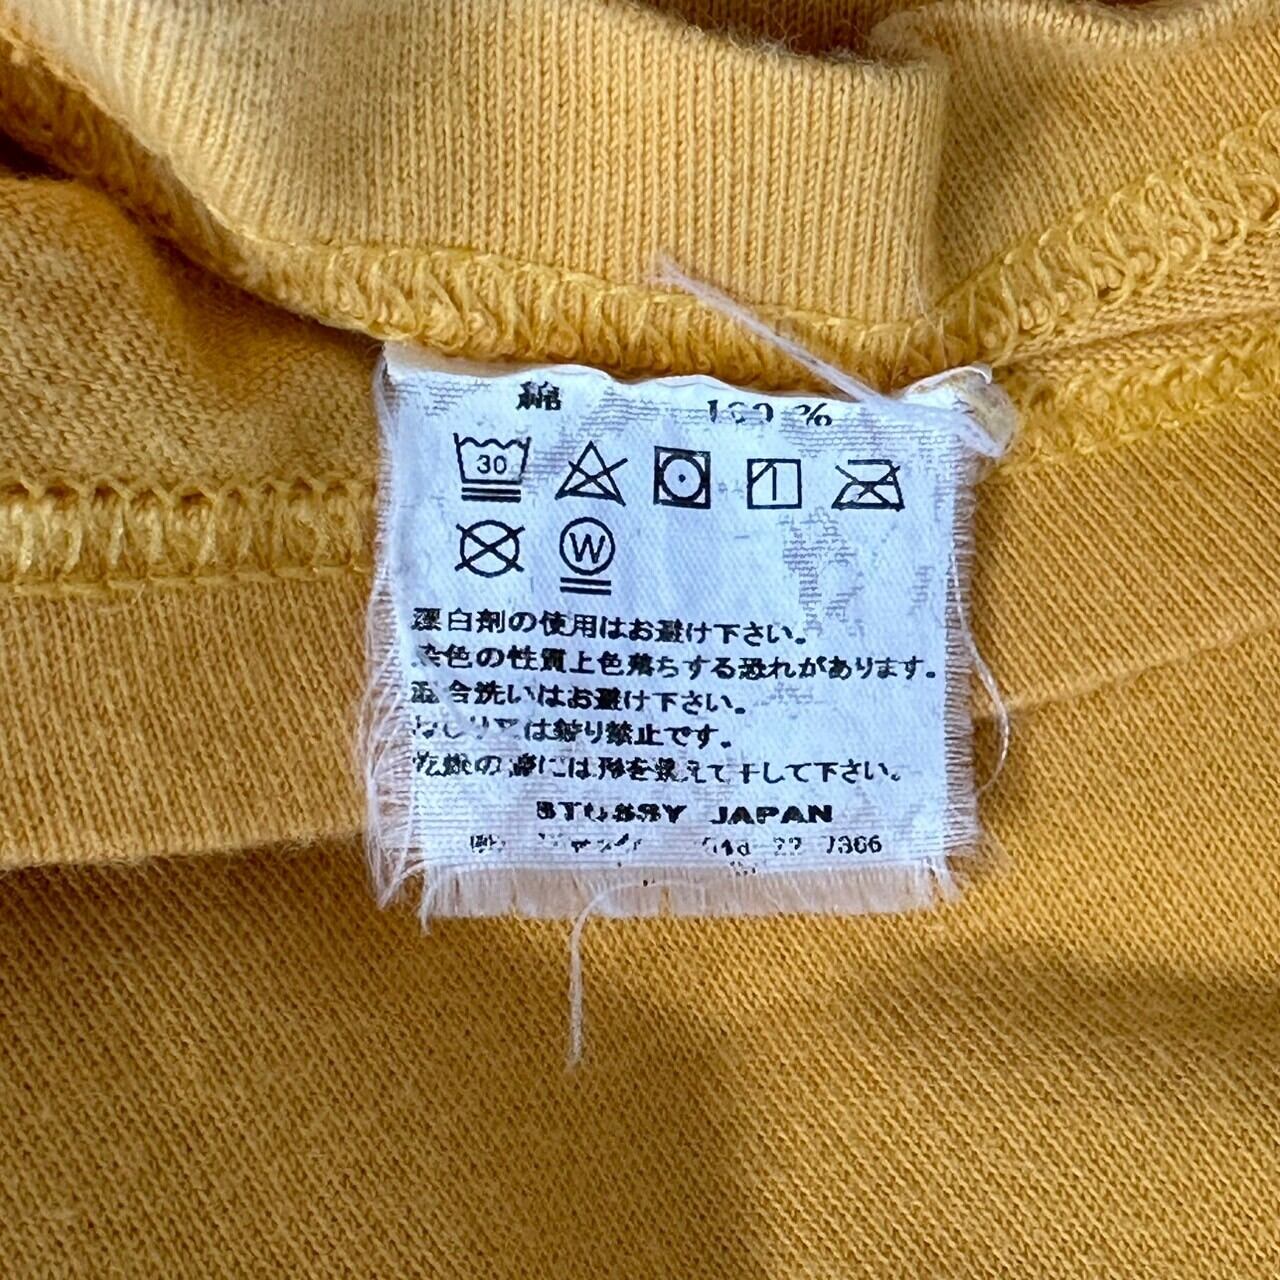 綿 100%
30
W
漂白剤の使用はお避け下さい。
染色の性質上色落ちする恐れがあります。
混合洗いはお避け下さい。
は絞り禁止です。
乾燥の際には形を整えて干して下さい。
STUSSY JAPAN